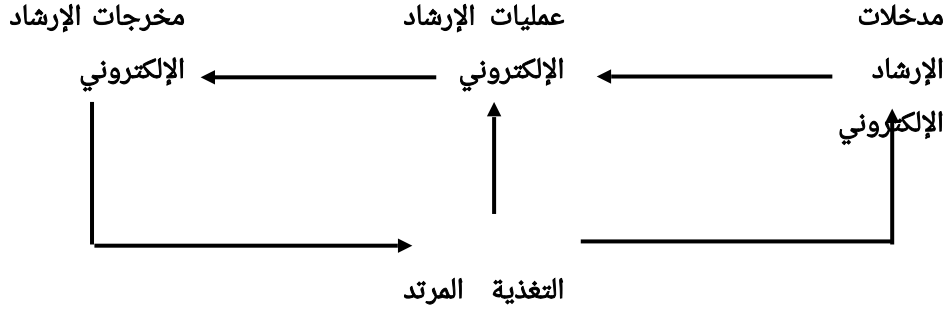 مدخلات
الإرشاد
الإلكتروني
عمليات الإرشاد
الإلكتروني
مخرجات الإرشاد
الإلكتروني
التغذية المرتد